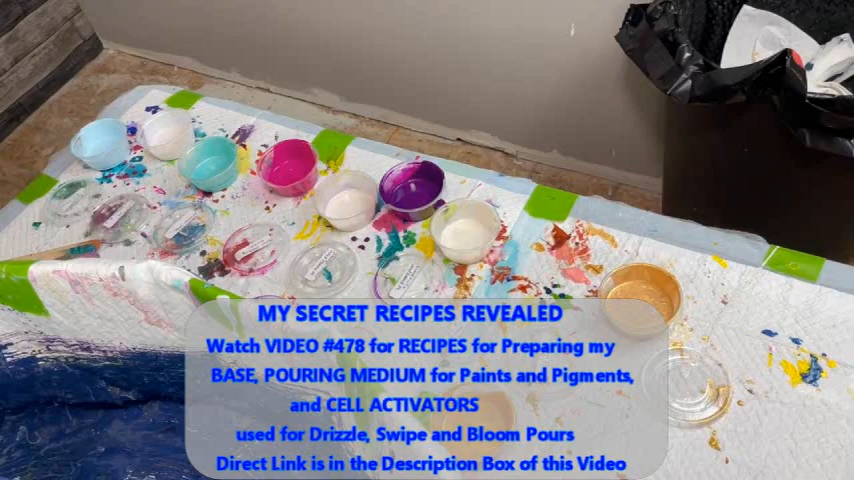 MY SECRET RECIPES REVEALED
Watch VIDEO #478 for RECIPES for Preparing my
BASE, POURING MEDIUM for Paints and Pigments,
and CELL ACTIVATORS
used for Drizzle, Swipe and Bloom Pours
Direct Link is in the Description Box of this Video